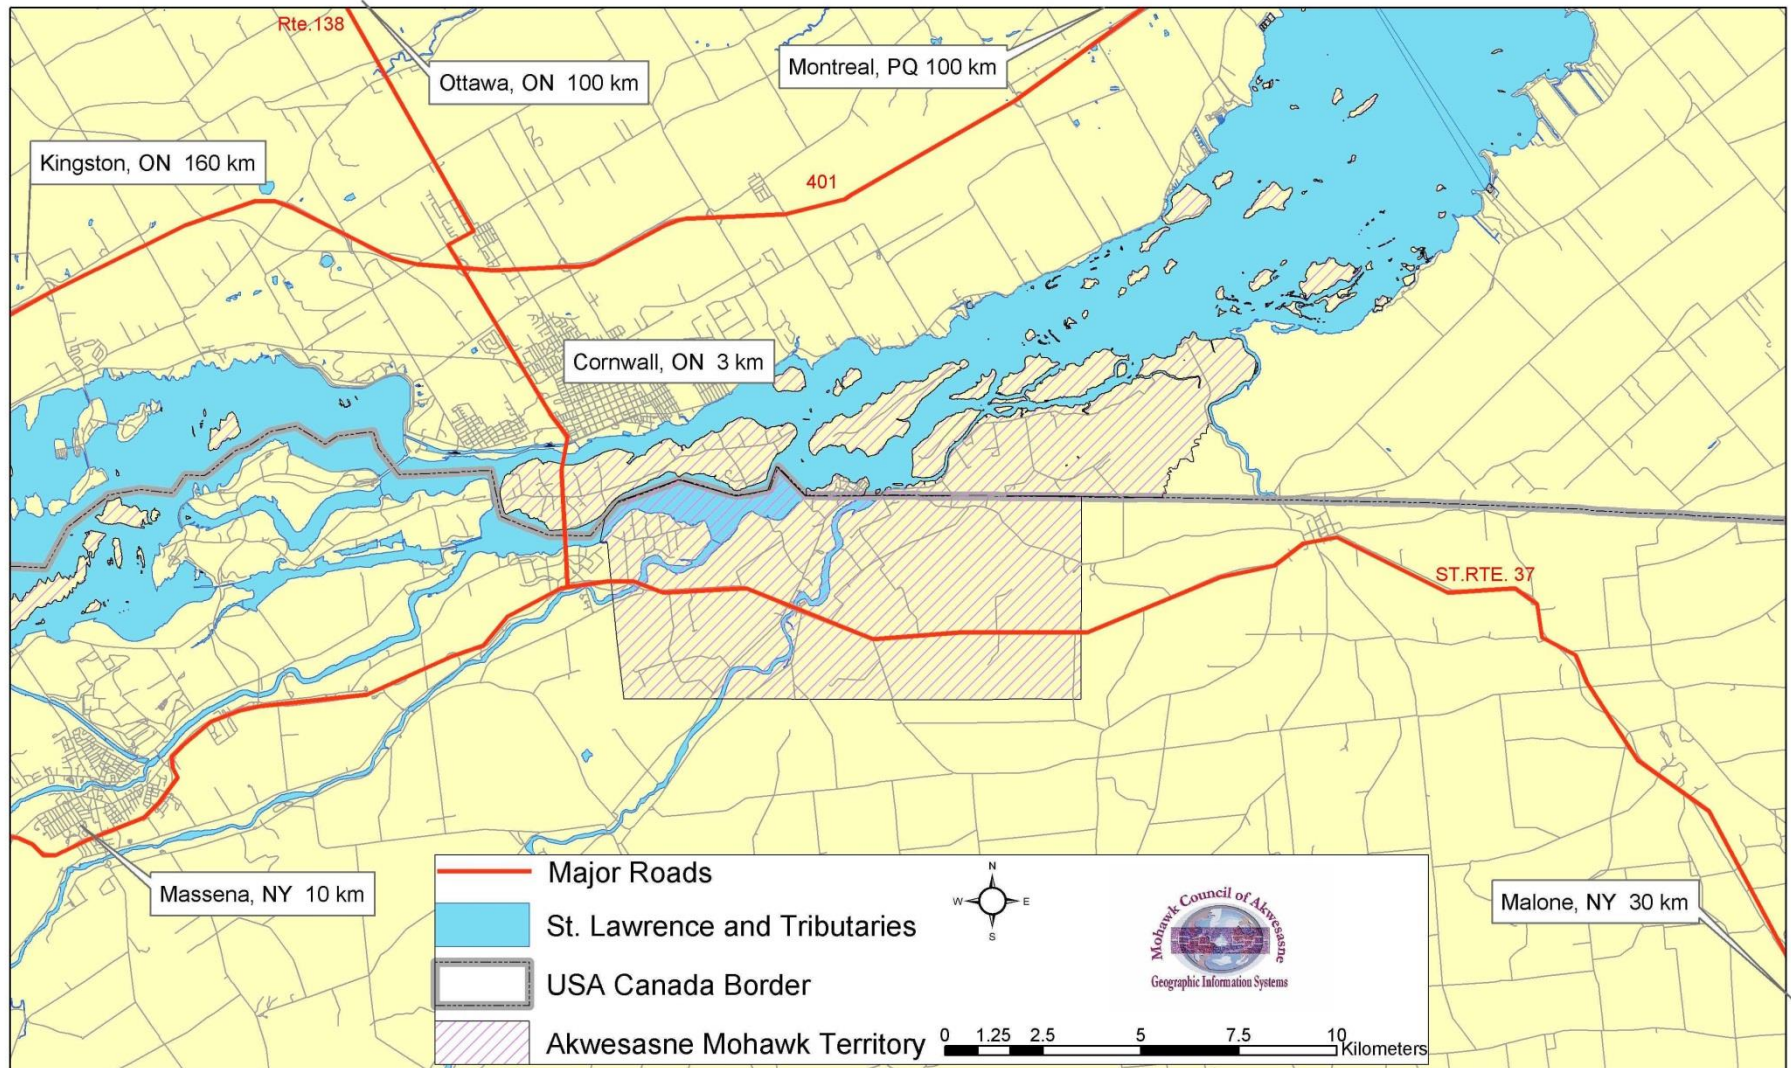 Rte.138
Ottawa, ON 100 km
Montreal, PQ 100 km
Kingston, ON 160 km
401
Cornwall, ON 3 km
ST.RTE. 37
Massena, NY 10 km
Malone, NY 30 km
Major Roads
St. Lawrence and Tributaries
USA Canada Border
Akwesasne Mohawk Territory
N
W E
S
Mohawk Council of Akwesasne
Geographic Information Systems
0 1.25 2.5 5 7.5 10
Kilometers